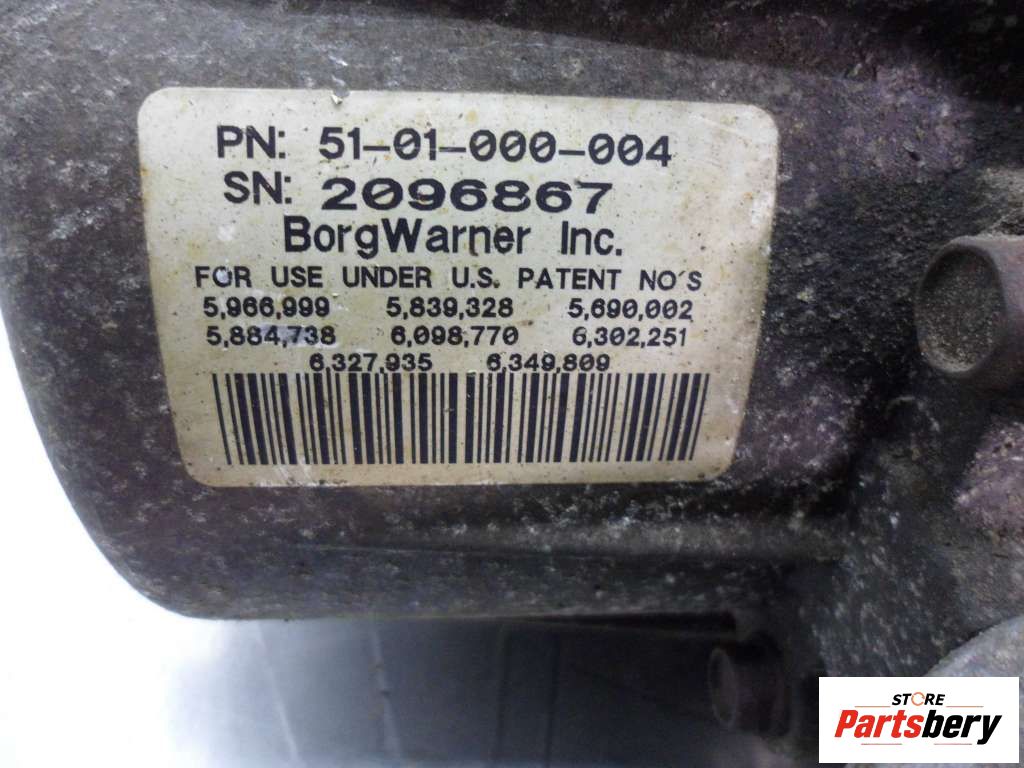 PN: 51-01-000-004
SN: 2096867
BorgWarner Inc.
FOR USE UNDER U.S. PATENT NO'S
5,966,999 5,839,328 5,690,002
5,884,738 6,098,770 6,302,251
6,327,935 6,349,809
STORE
Partsbery